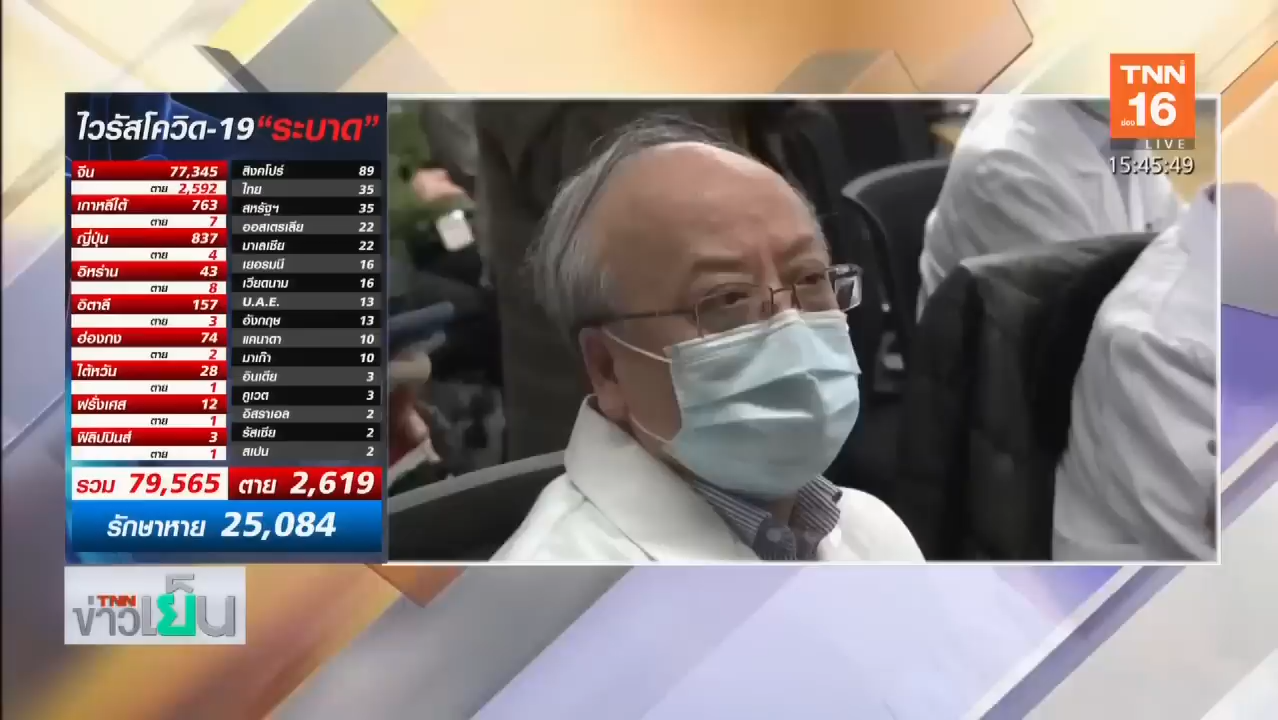 ไวรัสโควิด-19 “ระบาด”
จีน 77,345
ตาย 2,592
เกาหลีใต้ 763
ตาย 7
ญี่ปุ่น 837
ตาย 4
อิหร่าน 43
ตาย 8
อิตาลี 157
ตาย 3
ฮ่องกง 74
ตาย 2
ไต้หวัน 28
ตาย 1
ฝรั่งเศส 12
ตาย 1
ฟิลิปปินส์ 3
ตาย 1
สิงคโปร์ 89
ไทย 35
สหรัฐฯ 35
ออสเตรเลีย 22
มาเลเซีย 22
เยอรมนี 16
เวียดนาม 16
U.A.E. 13
อังกฤษ 13
แคนาดา 10
มาเก๊า 10
อินเดีย 3
คูเวต 3
อิสราเอล 2
รัสเซีย 2
สเปน 2
รวม 79,565 ตาย 2,619
รักษาหาย 25,084
TNN
ช่อง 16
LIVE
15:45:49
TNN
ข่าวเย็น